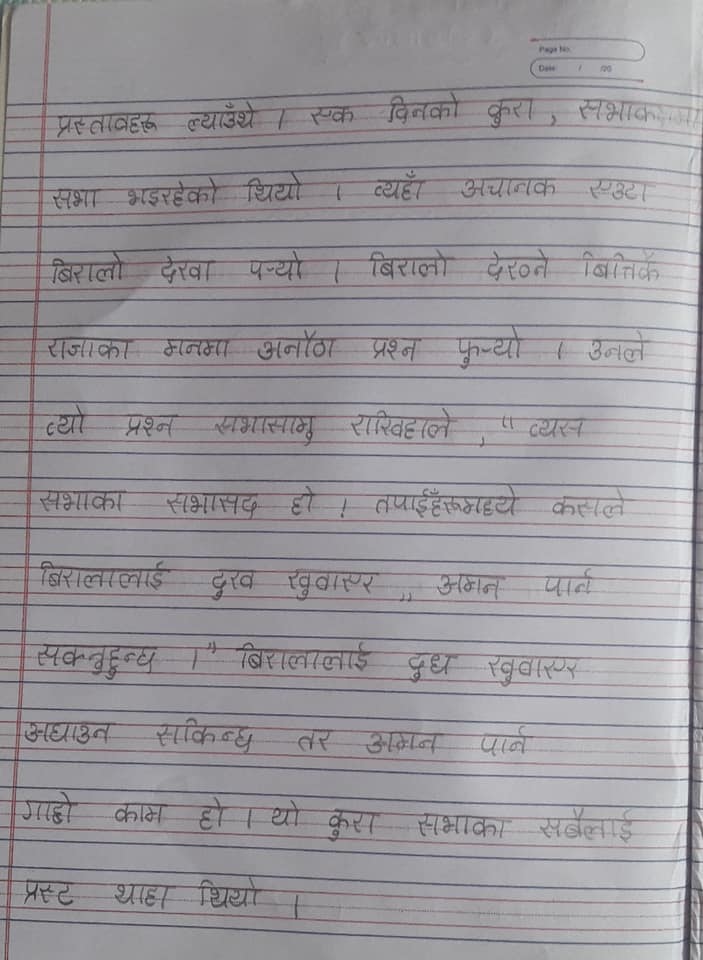 Page No.
Date / /20
प्रस्तावहरू ल्याउँथे । एक दिनको कुरा , सभाका
सभा भइरहेको थियो । त्यहाँ अचानक एउटा
बिरालो देखा पऱ्यो । बिरालो देख्ने बित्तिकै
राजाका मनमा अनौठा प्रश्न फुऱ्यो । उनले
त्यो प्रश्न सभासामु राखिहाले , " त्यस
सभाका सभासद हो ! तपाईहँरूमध्ये कसले
बिरालालाई दुख खुवाएर ,, अमन पार्न
सक्नुहुन्छ ।" बिरालालाई दुध खुवाएर
अघाउन सकिन्छ तर अमन पार्न
गाह्रो काम हो । यो कुरा सभाका सबैलाई
प्रस्ट थाहा थियो ।